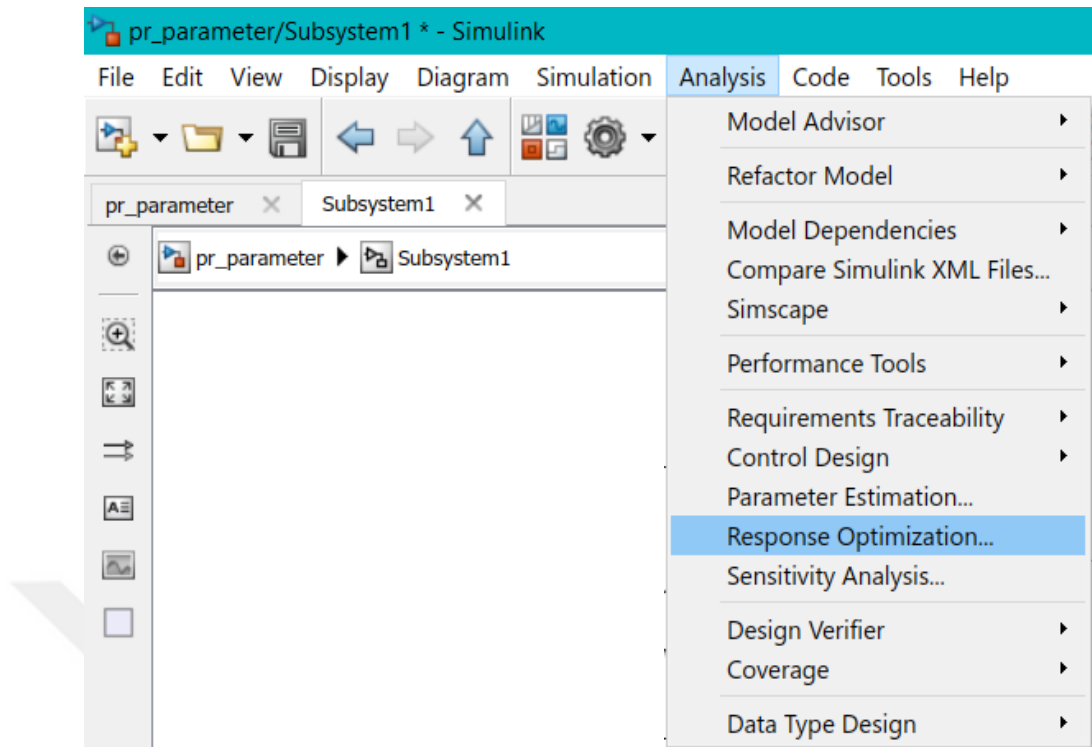 pr_parameter/Subsystem1 * - Simulink
File Edit View Display Diagram Simulation Analysis Code Tools Help
pr_parameter Subsystem1
pr_parameter Subsystem1
Model Advisor
Refactor Model
Model Dependencies
Compare Simulink XML Files...
Simscape
Performance Tools
Requirements Traceability
Control Design
Parameter Estimation...
Response Optimization...
Sensitivity Analysis...
Design Verifier
Coverage
Data Type Design